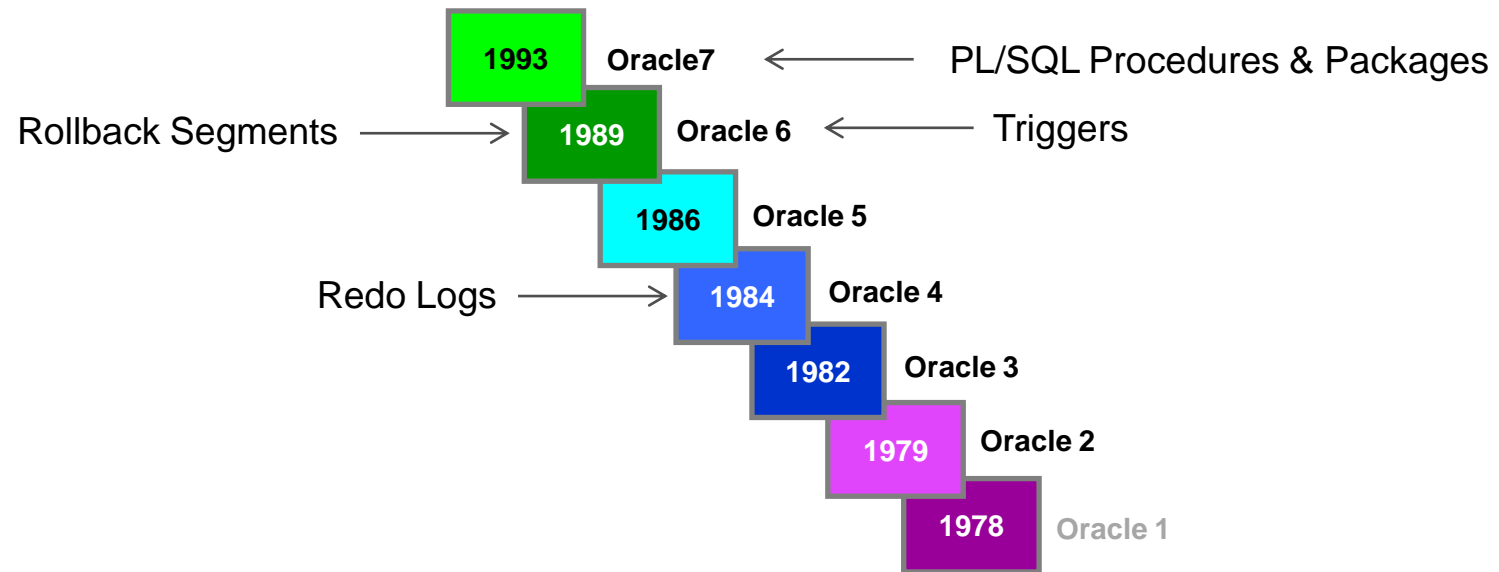 1993 Oracle7 PL/SQL Procedures & Packages
Rollback Segments 1989 Oracle 6 Triggers
1986 Oracle 5
Redo Logs 1984 Oracle 4
1982 Oracle 3
1979 Oracle 2
1978 Oracle 1